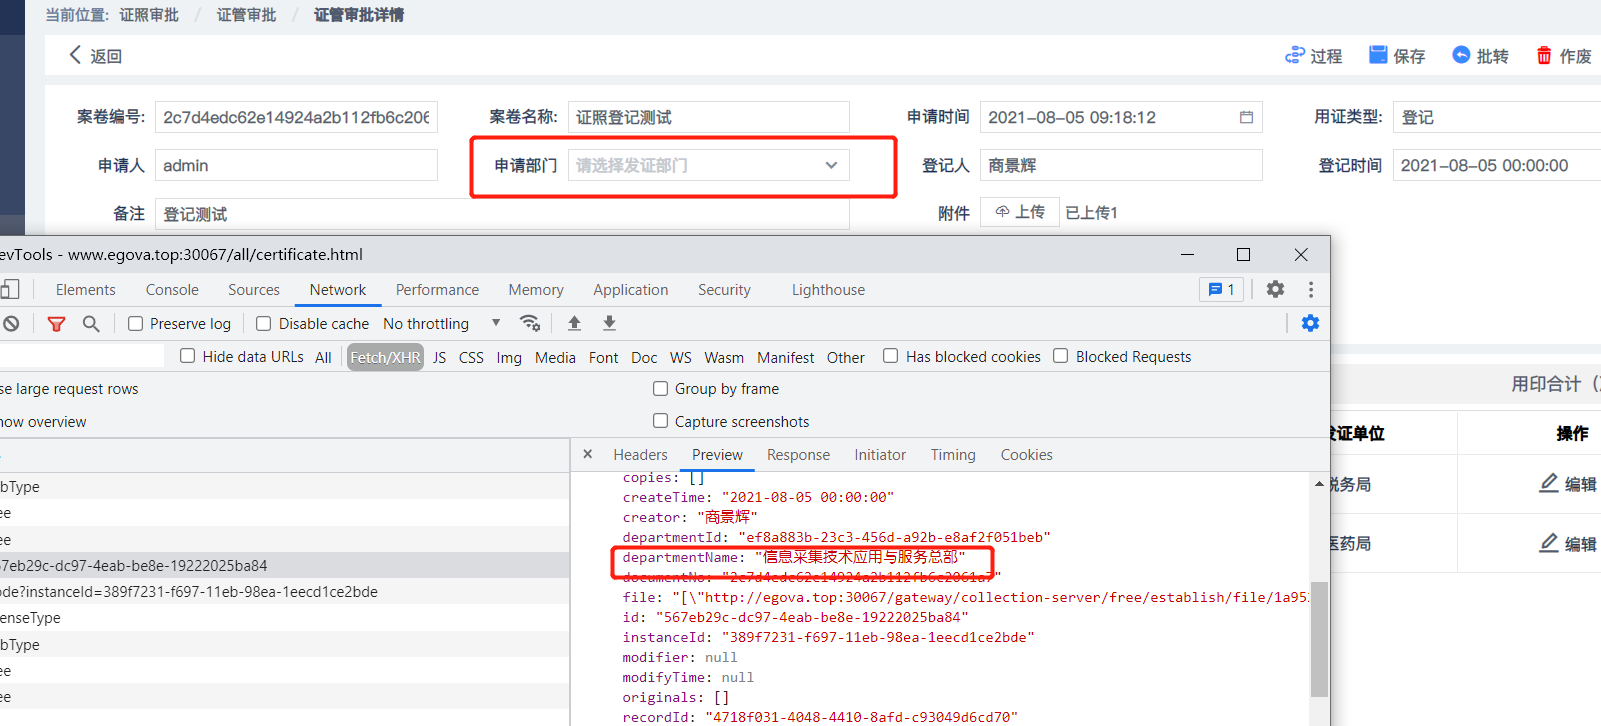 当前位置: 证照审批 / 证管审批 / 证管审批详情
返回 过程 保存 批转 作废
案卷编号: 2c7d4edc62e14924a2b112fb6c206 案卷名称: 证照登记测试 申请时间 2021-08-05 09:18:12 用证类型: 登记
申请人 admin 申请部门 请选择发证部门 登记人 商景辉 登记时间 2021-08-05 00:00:00
备注 登记测试 附件 上传 已上传1
evTools - www.egova.top:30067/all/certificate.html
Elements Console Sources Network Performance Memory Application Security Lighthouse 1
Preserve log Disable cache No throttling
Hide data URLs All Fetch/XHR JS CSS Img Media Font Doc WS Wasm Manifest Other Has blocked cookies Blocked Requests
se large request rows Group by frame
now overview Capture screenshots
用印合计
发证单位 操作
税务局 编辑
医药局 编辑
Headers Preview Response Initiator Timing Cookies
bType
ee
ee
67eb29c-dc97-4eab-be8e-19222025ba84
ode?instanceId=389f7231-f697-11eb-98ea-1eecd1ce2bde
enseType
bType
ee
ee
copies: []
createTime: "2021-08-05 00:00:00"
creator: "商景辉"
departmentId: "ef8a883b-23c3-456d-a92b-e8af2f051beb"
departmentName: "信息采集技术应用与服务总部"
documentNo: "2c7d4edc62e14924a2b112fb6c2061a7"
file: "[\"http://egova.top:30067/gateway/collection-server/free/establish/file/1a952
id: "567eb29c-dc97-4eab-be8e-19222025ba84"
instanceId: "389f7231-f697-11eb-98ea-1eecd1ce2bde"
modifier: null
modifyTime: null
originals: []
recordId: "4718f031-4048-4410-8afd-c93049d6cd70"